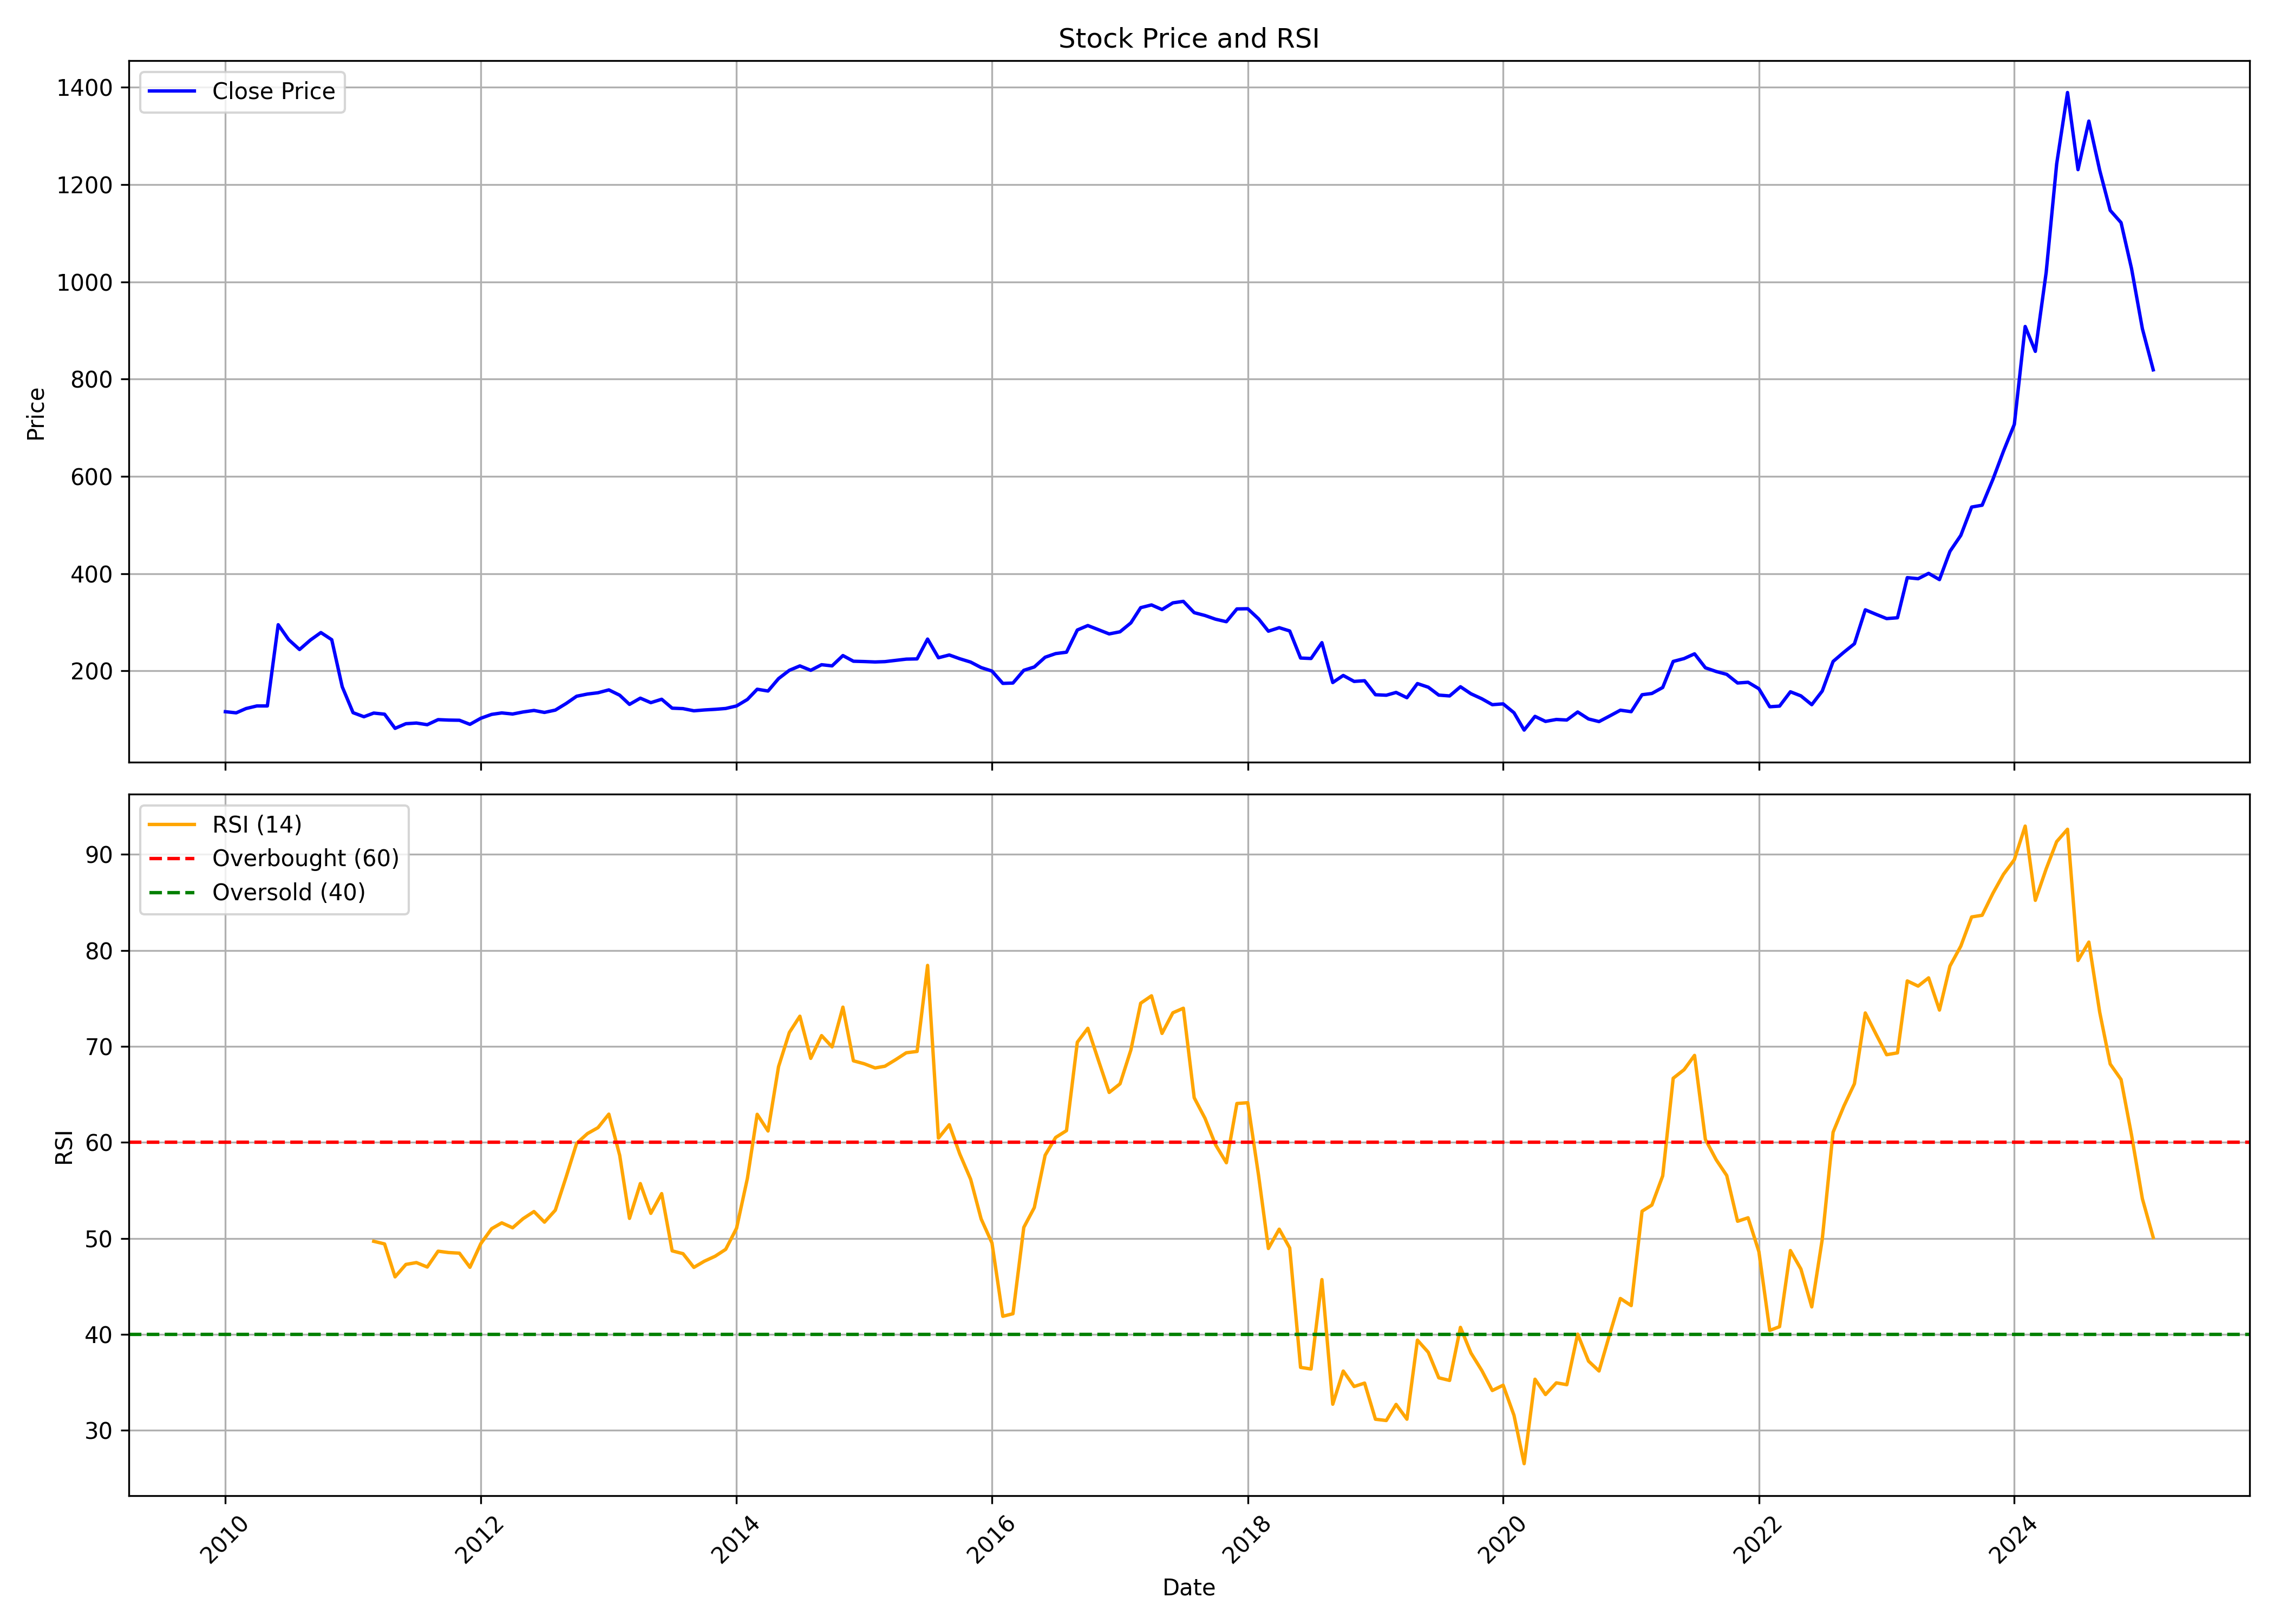 Stock Price and RSI
Close Price
1400
1200
1000
800
600
400
200
Price
RSI (14)
Overbought (60)
Oversold (40)
90
80
70
60
50
40
30
RSI
2010
2012
2014
2016
2018
2020
2022
2024
Date